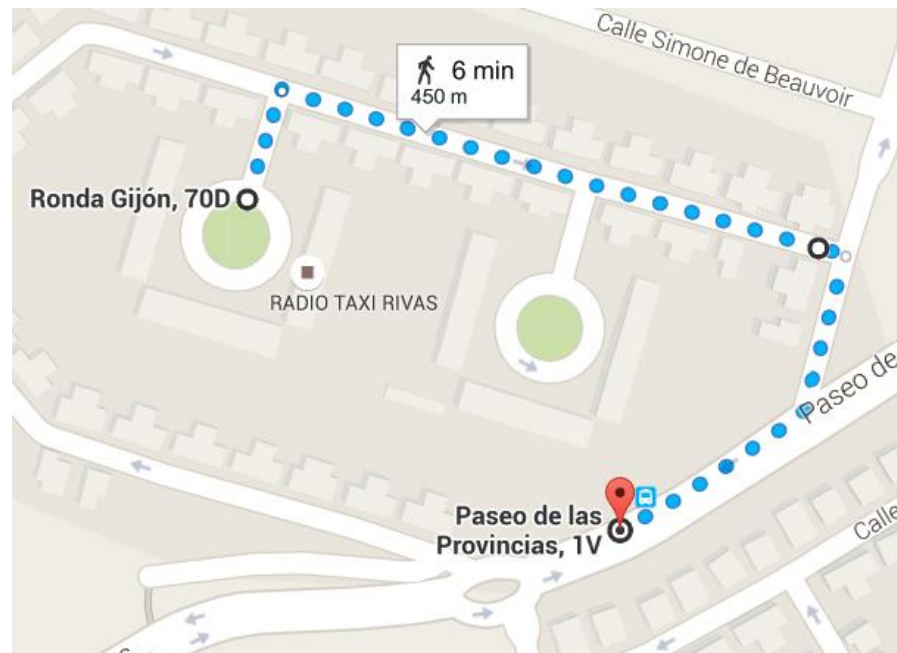 Calle Simone de Beauvoir
6 min
450 m
Ronda Gijón, 70D
RADIO TAXI RIVAS
Paseo de
Paseo de las
Provincias, 1V
Calle